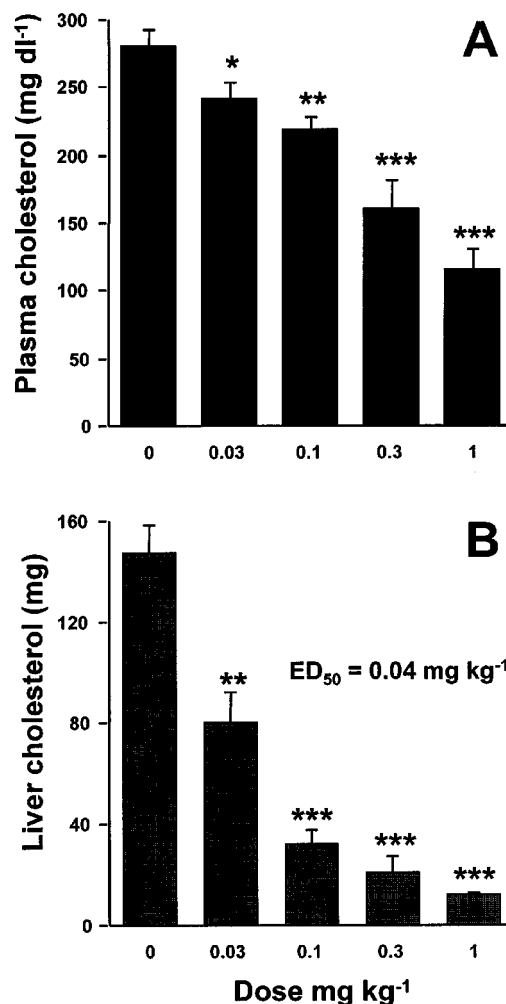 A
Plasma cholesterol (mg dl-1)
300
250
200
150
100
50
0
*
**
***
***
0 0.03 0.1 0.3 1
B
Liver cholesterol (mg)
160
120
80
40
0
**
ED50 = 0.04 mg kg-1
***
***
***
0 0.03 0.1 0.3 1
Dose mg kg-1